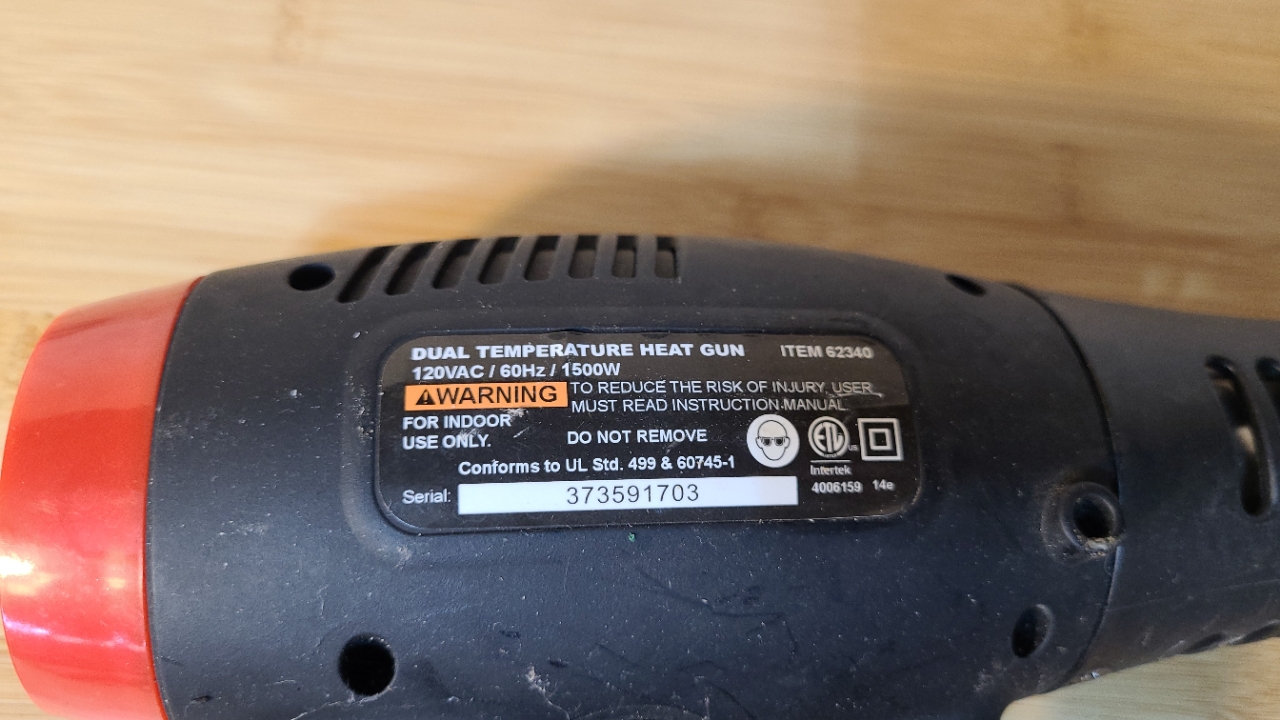 DUAL TEMPERATURE HEAT GUN ITEM 62340
120VAC / 60Hz / 1500W
WARNING TO REDUCE THE RISK OF INJURY, USER
MUST READ INSTRUCTION MANUAL
FOR INDOOR
USE ONLY. DO NOT REMOVE
Conforms to UL Std. 499 & 60745-1
ETL US
Intertek
Serial: 373591703 4006159 14e